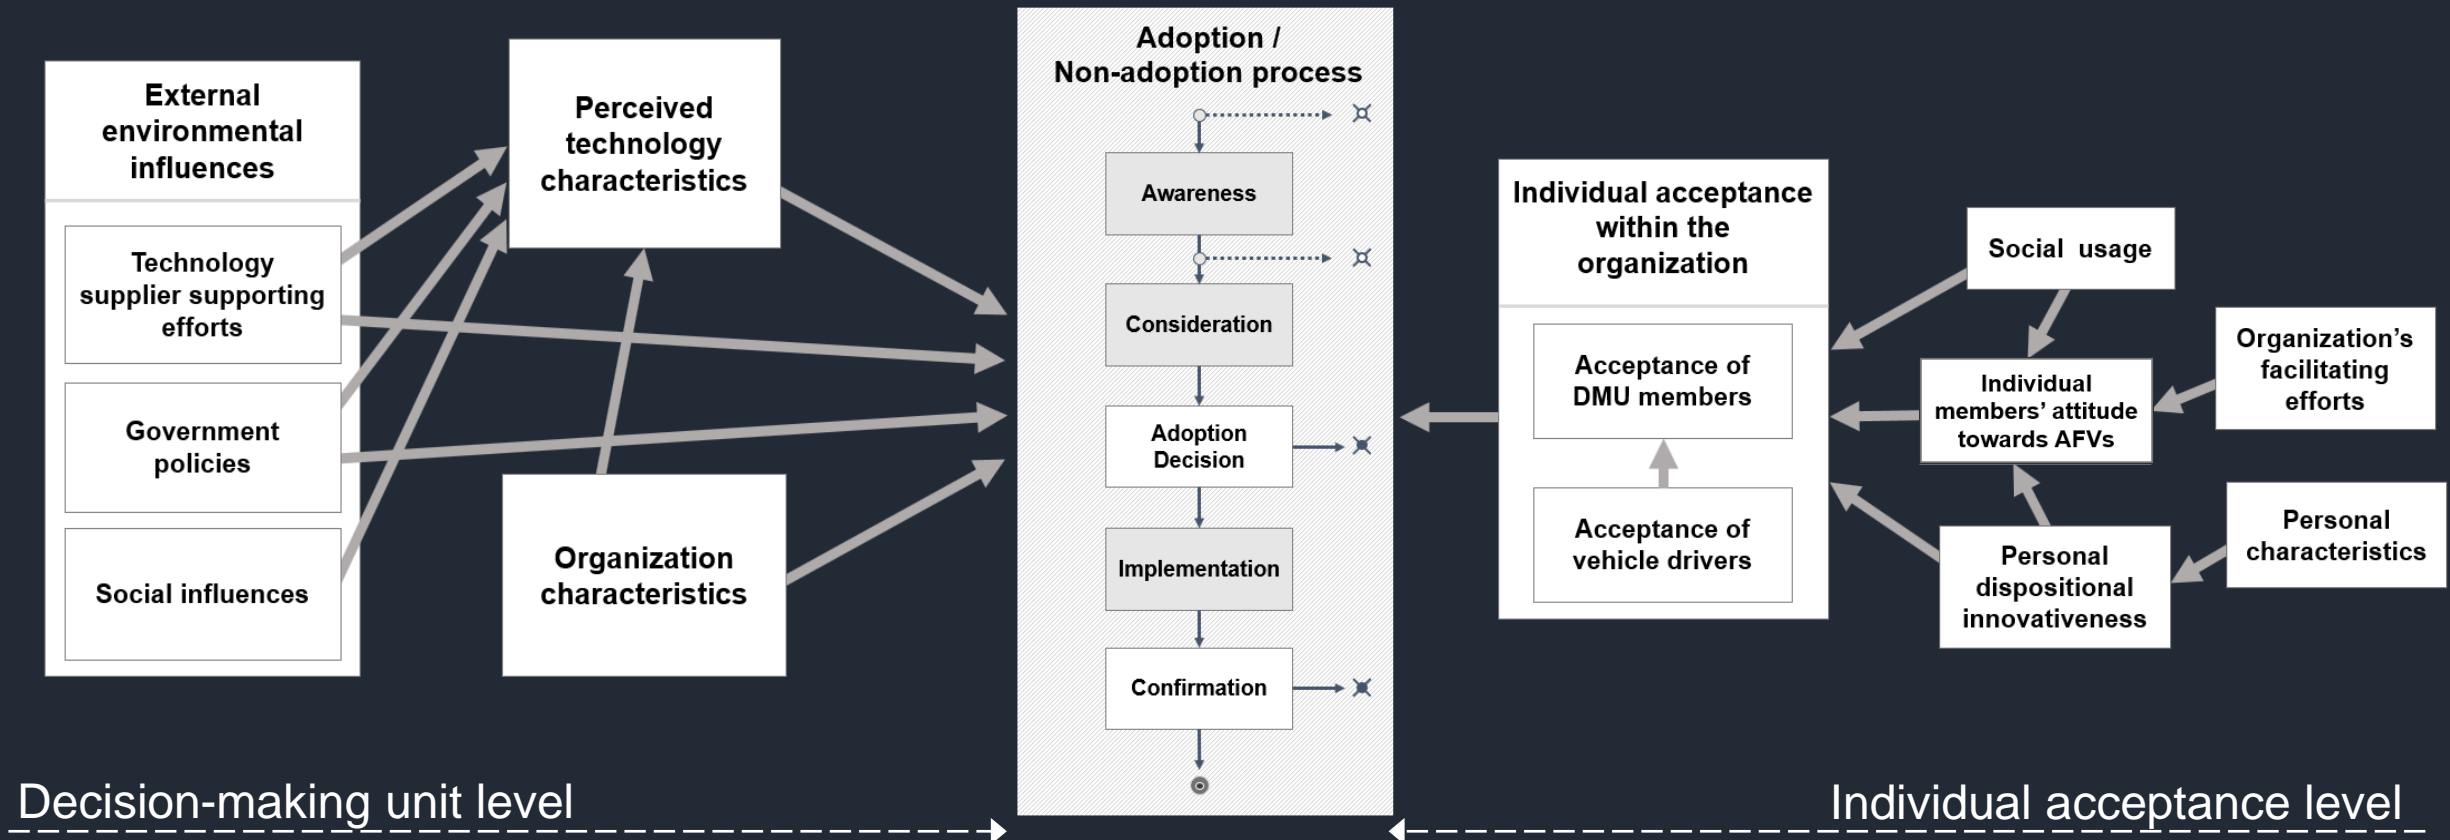 External
environmental
influences
Technology
supplier supporting
efforts
Government
policies
Social influences
Perceived
technology
characteristics
Organization
characteristics
Adoption /
Non-adoption process
Awareness
Consideration
Adoption
Decision
Implementation
Confirmation
Individual acceptance
within the
organization
Acceptance of
DMU members
Acceptance of
vehicle drivers
Social usage
Individual
members’ attitude
towards AFVs
Organization’s
facilitating
efforts
Personal
dispositional
innovativeness
Personal
characteristics
Decision-making unit level
Individual acceptance level